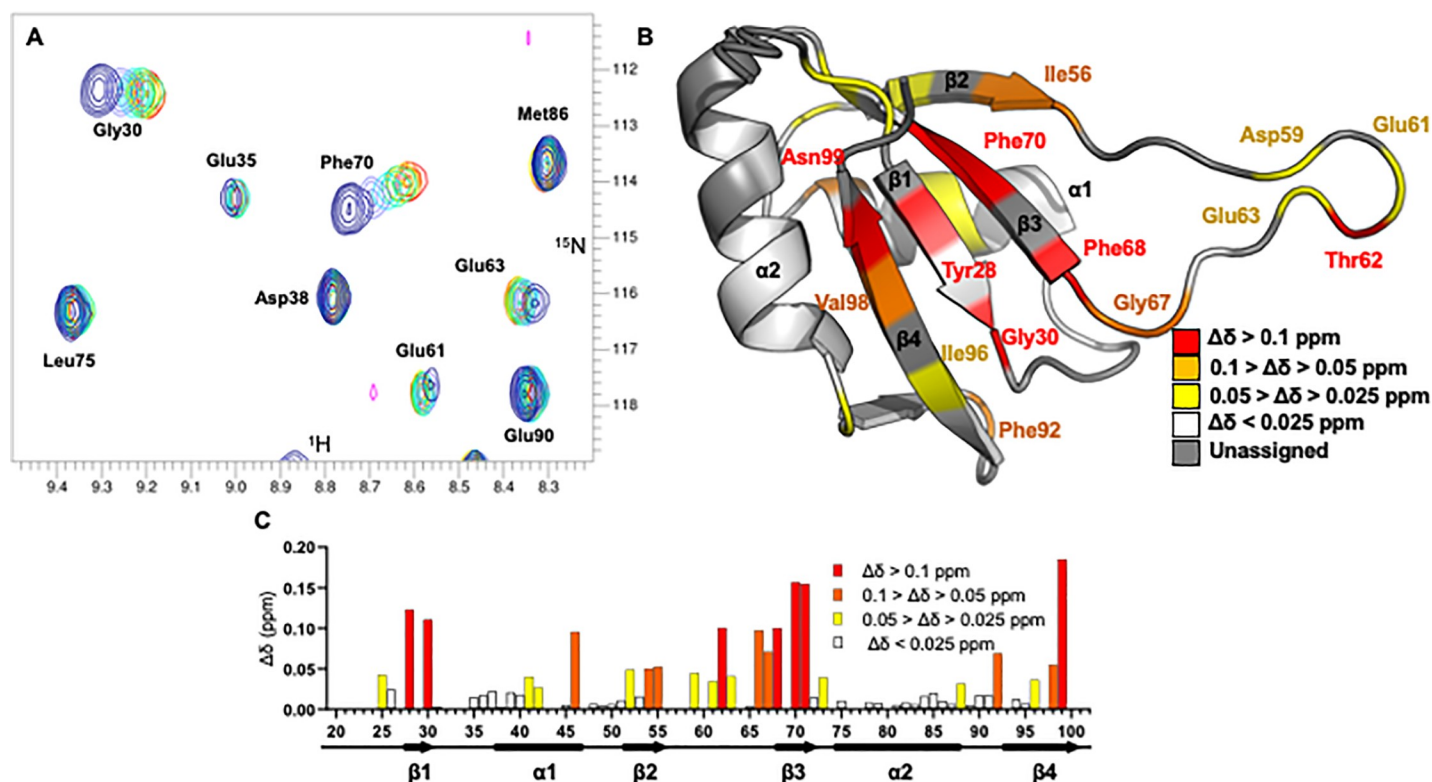 A
112
113
114
115
15N
116
117
118
Gly30
Glu35
Phe70
Met86
Asp38
Glu63
Leu75
Glu61
Glu90
1H
9.4 9.3 9.2 9.1 9.0 8.9 8.8 8.7 8.6 8.5 8.4 8.3
B
β2
Ile56
Asp59
Glu61
Asn99
Phe70
β1
α1
β3
Glu63
α2
Tyr28
Phe68
Thr62
Val98
Gly67
β4
Ile96
Gly30
Phe92
Δδ > 0.1 ppm
0.1 > Δδ > 0.05 ppm
0.05 > Δδ > 0.025 ppm
Δδ < 0.025 ppm
Unassigned
C
Δδ (ppm)
0.20
0.15
0.10
0.05
0.00
Δδ > 0.1 ppm
0.1 > Δδ > 0.05 ppm
0.05 > Δδ > 0.025 ppm
Δδ < 0.025 ppm
20 25 30 35 40 45 50 55 60 65 70 75 80 85 90 95 100
β1 α1 β2 β3 α2 β4